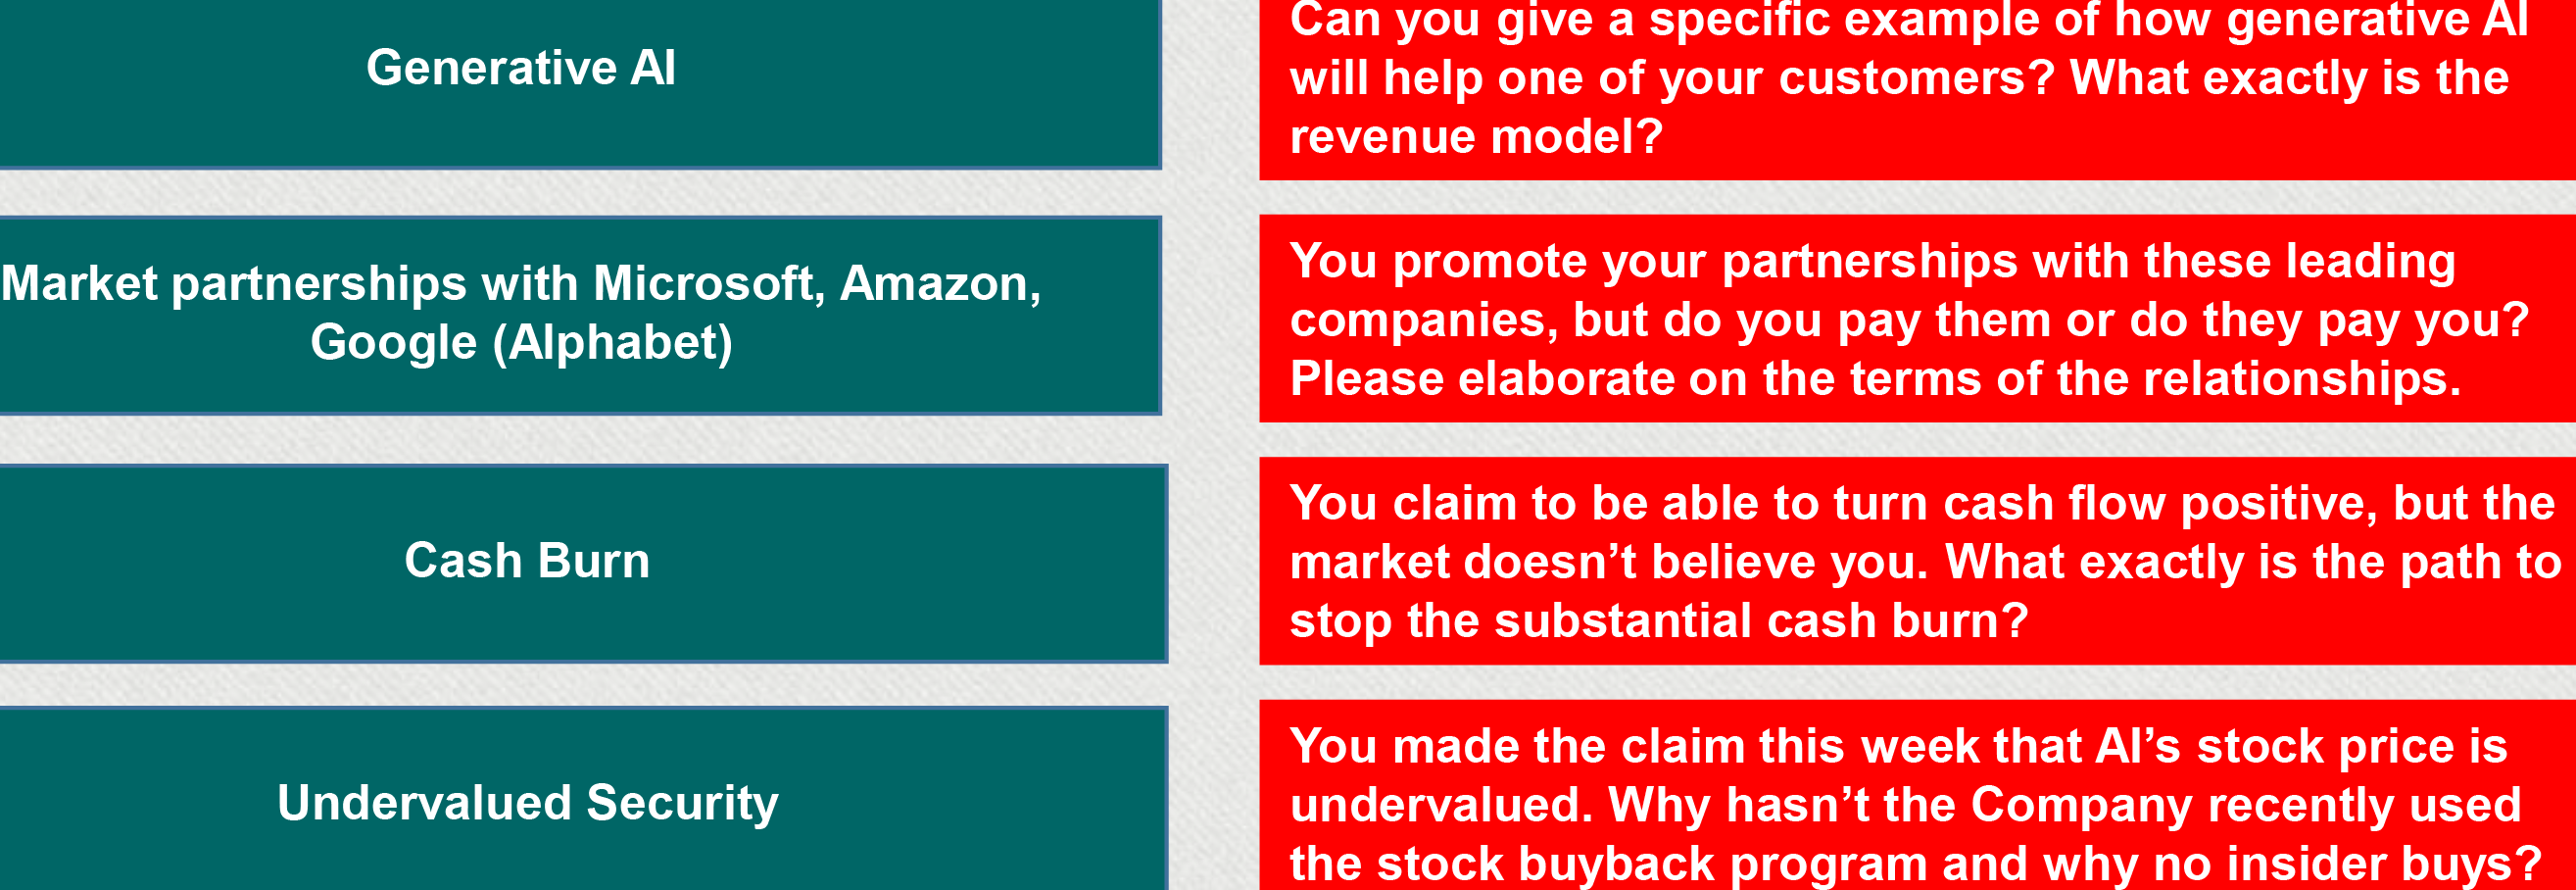 Generative AI
Can you give a specific example of how generative AI
will help one of your customers? What exactly is the
revenue model?
Market partnerships with Microsoft, Amazon,
Google (Alphabet)
You promote your partnerships with these leading
companies, but do you pay them or do they pay you?
Please elaborate on the terms of the relationships.
Cash Burn
You claim to be able to turn cash flow positive, but the
market doesn’t believe you. What exactly is the path to
stop the substantial cash burn?
Undervalued Security
You made the claim this week that AI’s stock price is
undervalued. Why hasn’t the Company recently used
the stock buyback program and why no insider buys?